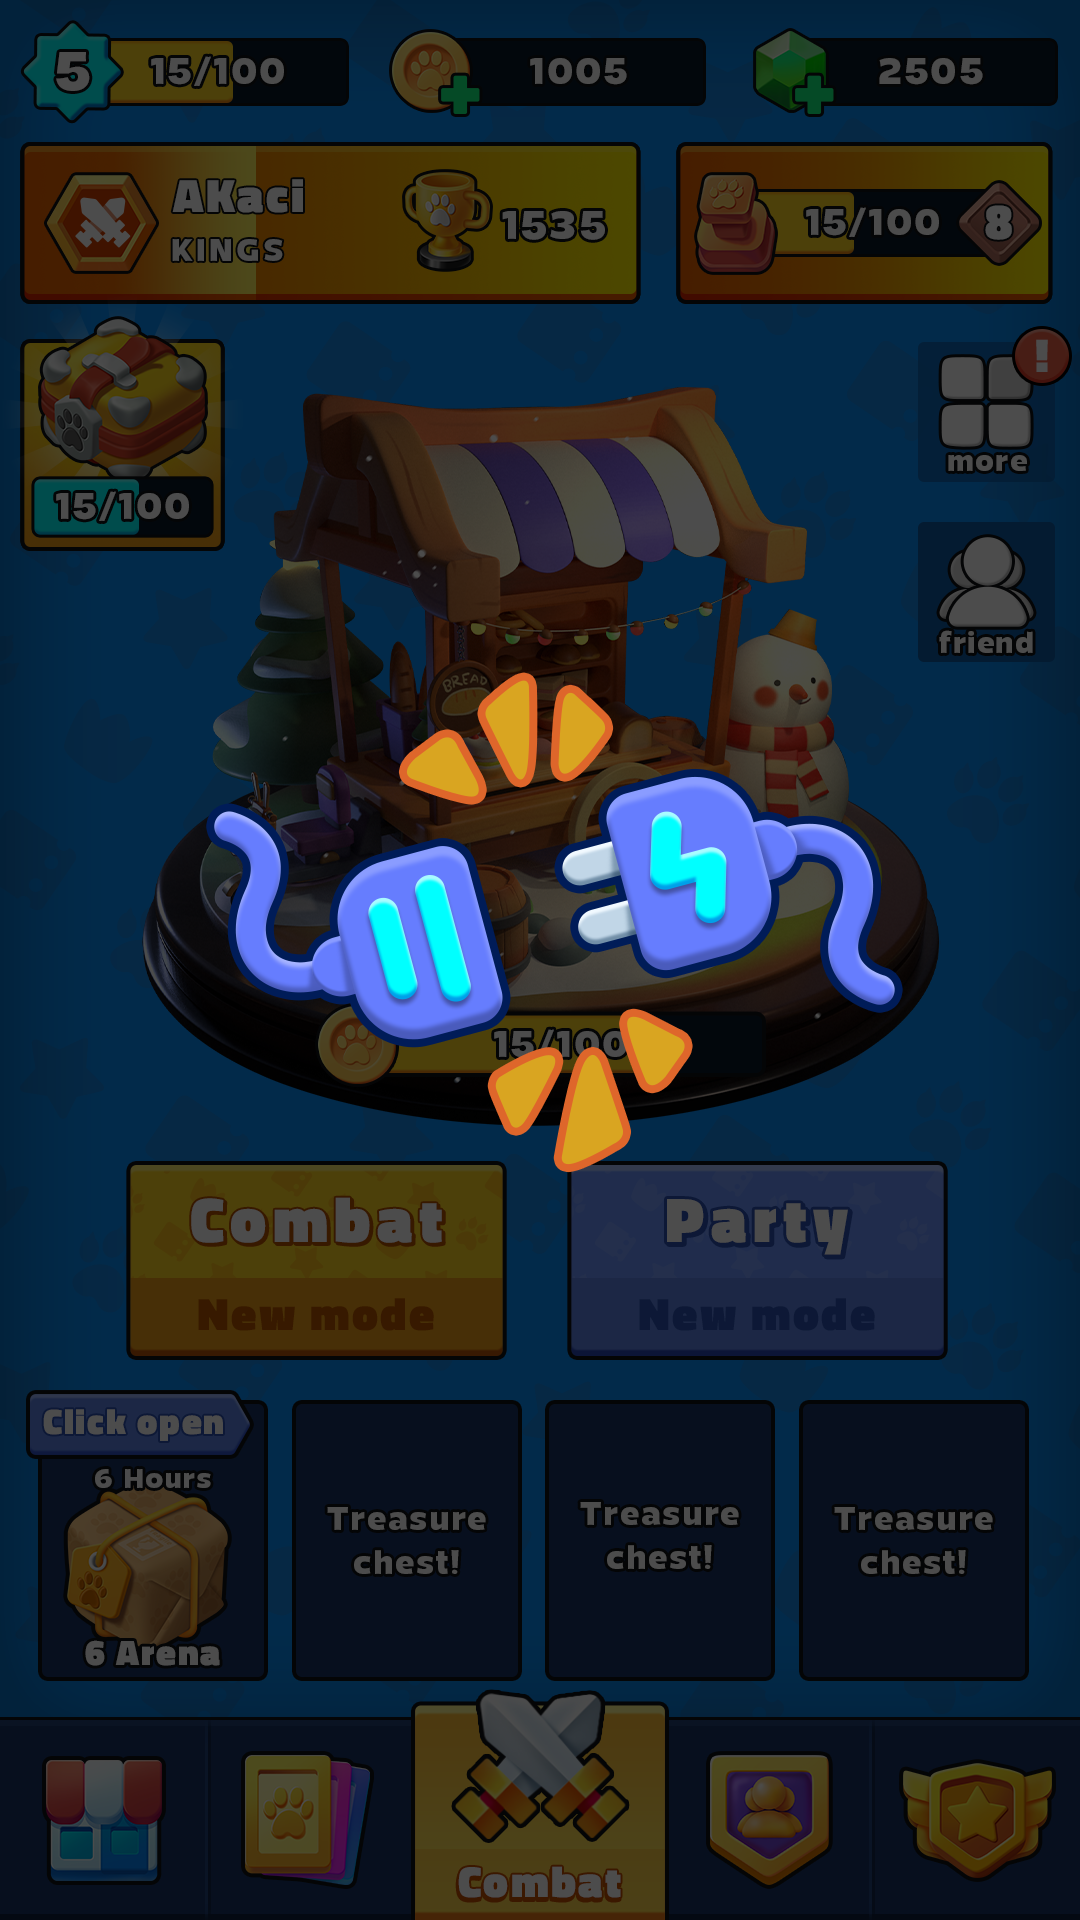 5
15/100
1005
2505
AKaci
KINGS
1535
15/100
8
!
15/100
more
friend
BREAD
15/100
Combat
New mode
Party
New mode
Click open
6 Hours
6 Arena
Treasure
chest!
Treasure
chest!
Treasure
chest!
Combat